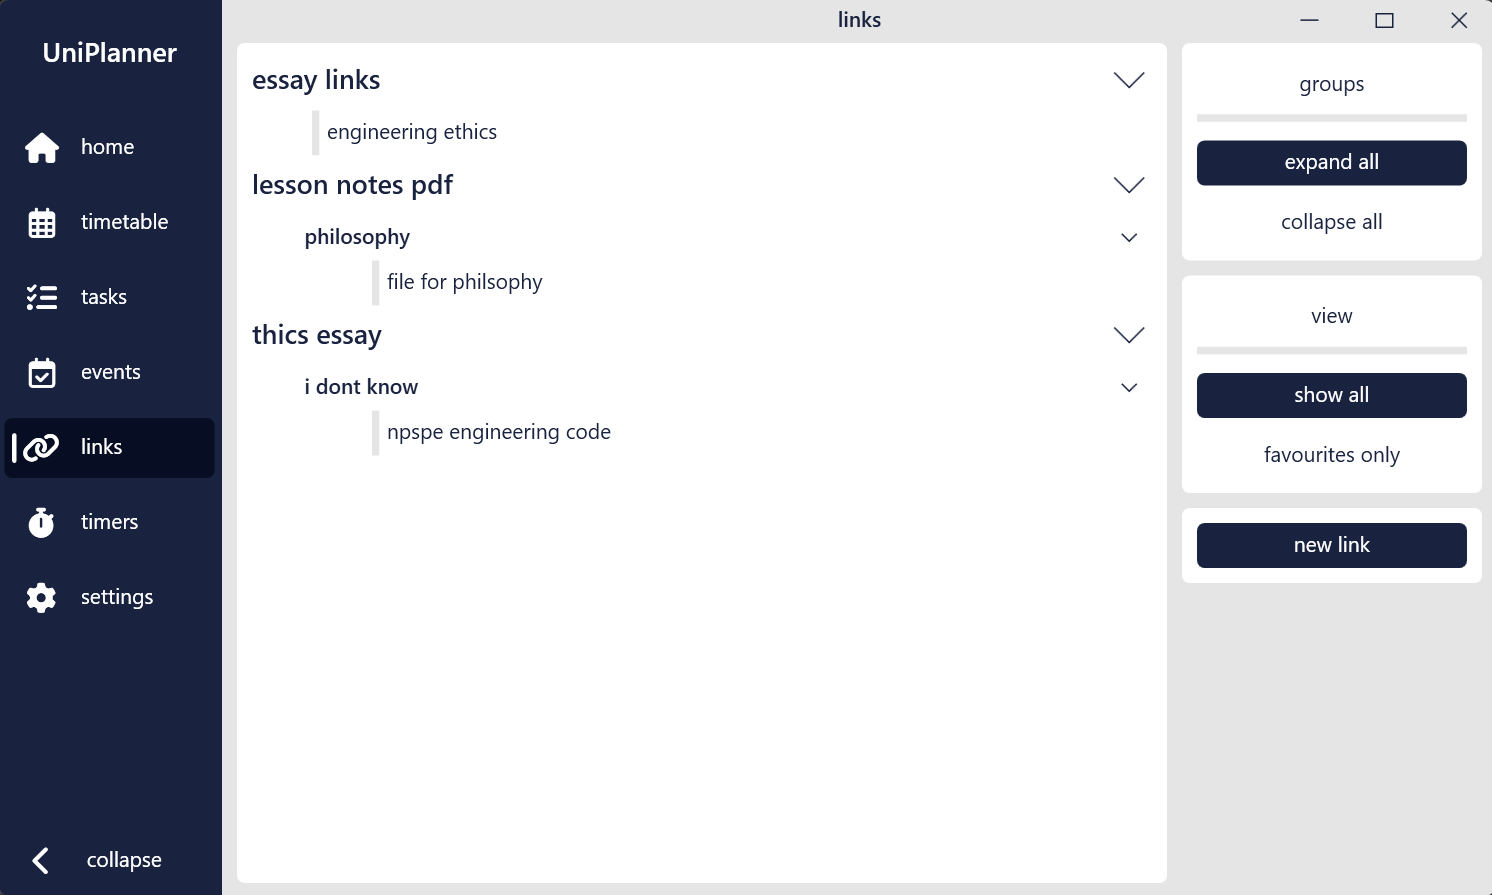 UniPlanner
home
timetable
tasks
events
links
timers
settings
collapse
links
essay links
engineering ethics
lesson notes pdf
philosophy
file for philsophy
thics essay
i dont know
npspe engineering code
groups
expand all
collapse all
view
show all
favourites only
new link